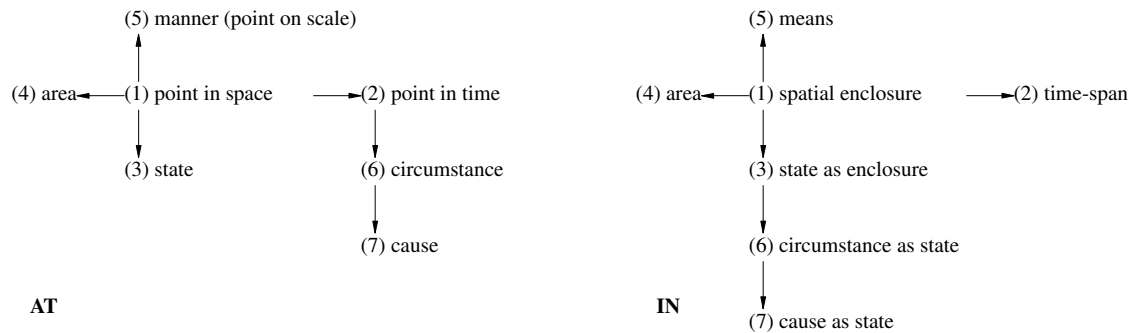 (5) manner (point on scale)
(4) area
(1) point in space
(2) point in time
(3) state
(6) circumstance
(7) cause
AT
(5) means
(4) area
(1) spatial enclosure
(2) time-span
(3) state as enclosure
(6) circumstance as state
IN
(7) cause as state